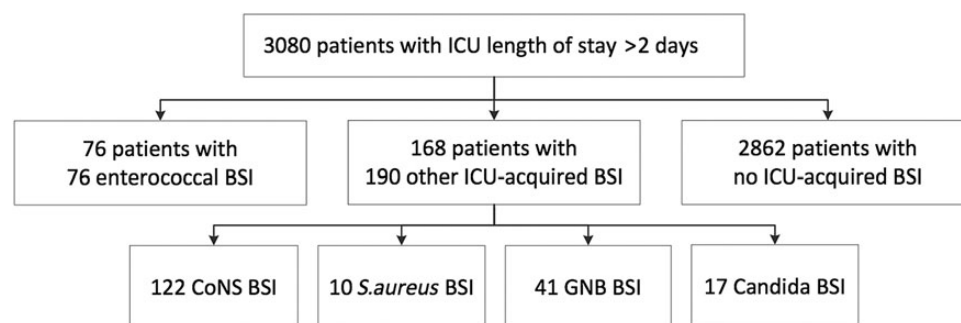 3080 patients with ICU length of stay >2 days
76 patients with
76 enterococcal BSI
168 patients with
190 other ICU-acquired BSI
2862 patients with
no ICU-acquired BSI
122 CoNS BSI
10 S.aureus BSI
41 GNB BSI
17 Candida BSI